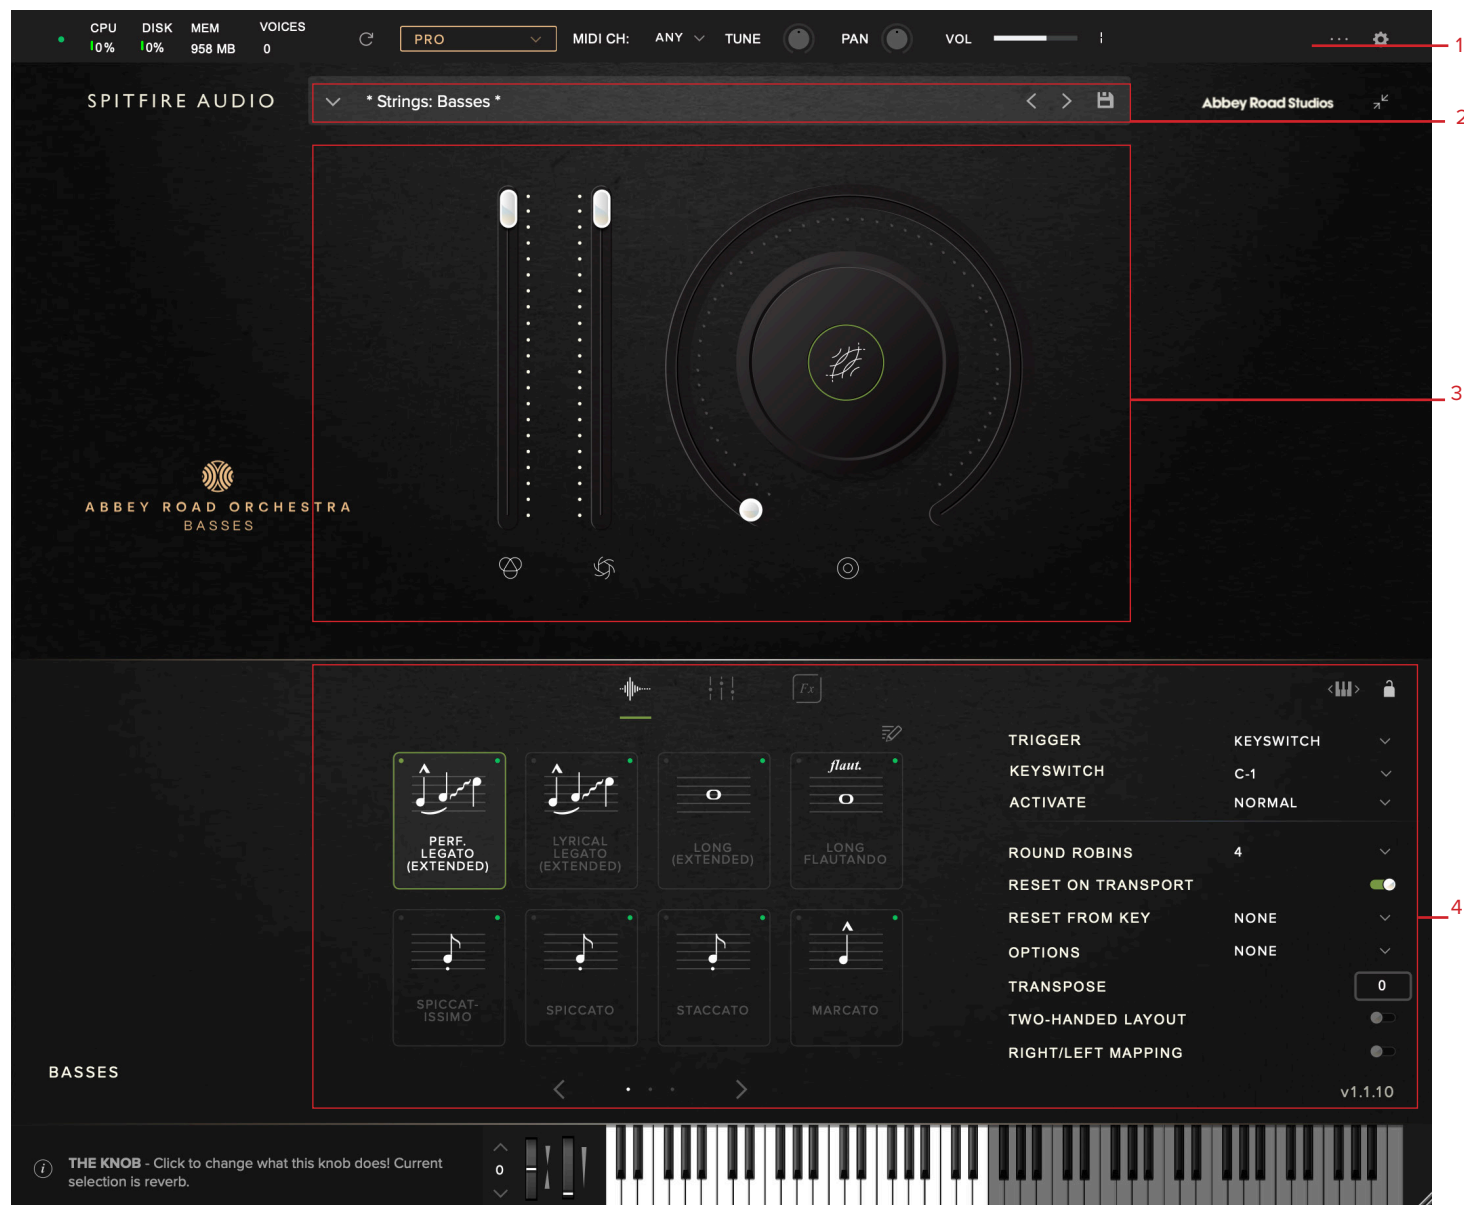 CPU DISK MEM VOICES
0% 0% 958 MB 0
PRO
MIDI CH: ANY TUNE PAN VOL
1
SPITFIRE AUDIO
* Strings: Basses *
Abbey Road Studios
2
3
ABBEY ROAD ORCHESTRA
BASSES
Fx
PERF.
LEGATO
(EXTENDED)
LYRICAL
LEGATO
(EXTENDED)
LONG
(EXTENDED)
flaut.
LONG
FLAUTANDO
SPICCAT-
ISSIMO
SPICCATO
STACCATO
MARCATO
TRIGGER KEYSWITCH
KEYSWITCH C-1
ACTIVATE NORMAL
ROUND ROBINS 4
RESET ON TRANSPORT
RESET FROM KEY NONE
OPTIONS NONE
TRANSPOSE 0
TWO-HANDED LAYOUT
RIGHT/LEFT MAPPING
4
BASSES
v1.1.10
THE KNOB - Click to change what this knob does! Current
selection is reverb.
0